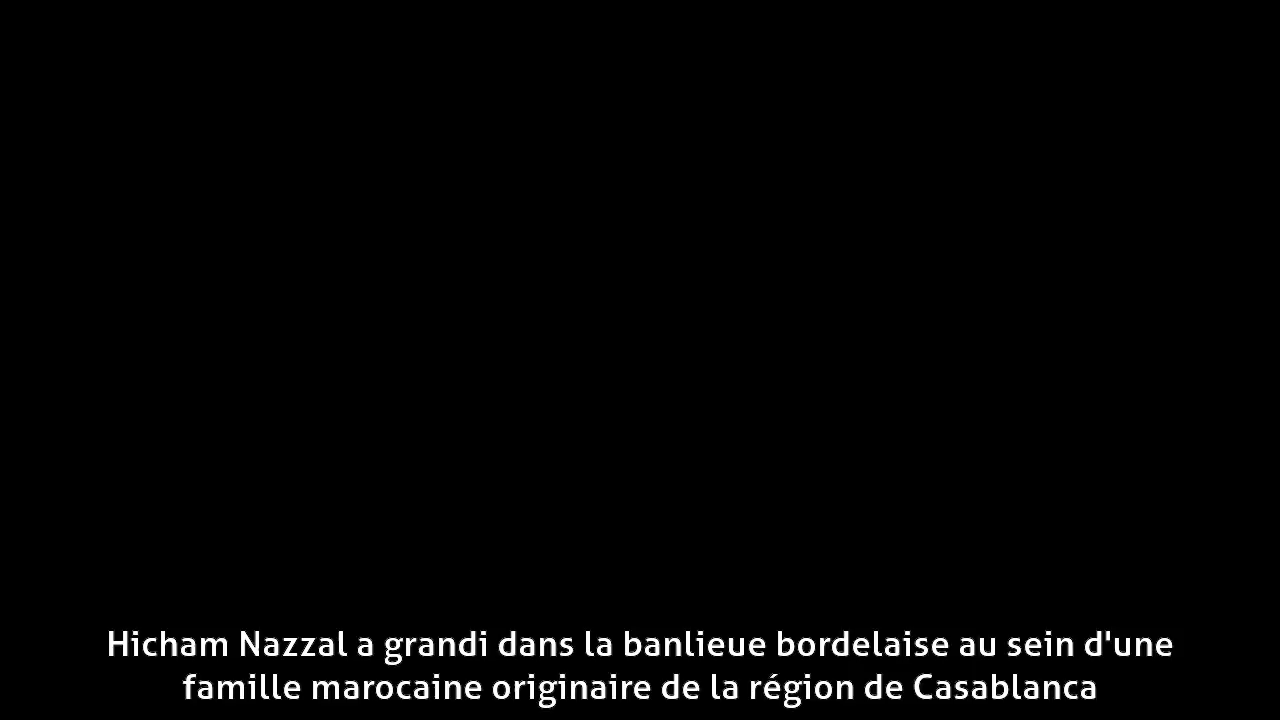 Hicham Nazzal a grandi dans la banlieue bordelaise au sein d'une
famille marocaine originaire de la région de Casablanca